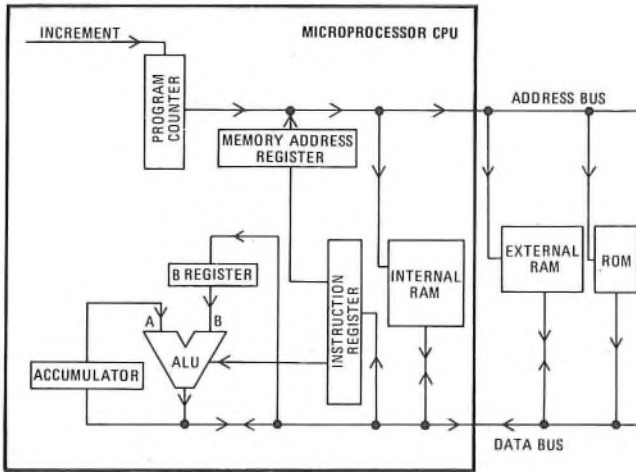 INCREMENT
MICROPROCESSOR CPU
PROGRAM
COUNTER
ADDRESS BUS
MEMORY ADDRESS
REGISTER
B REGISTER
INSTRUCTION
REGISTER
INTERNAL
RAM
EXTERNAL
RAM
ROM
A
B
ALU
ACCUMULATOR
DATA BUS